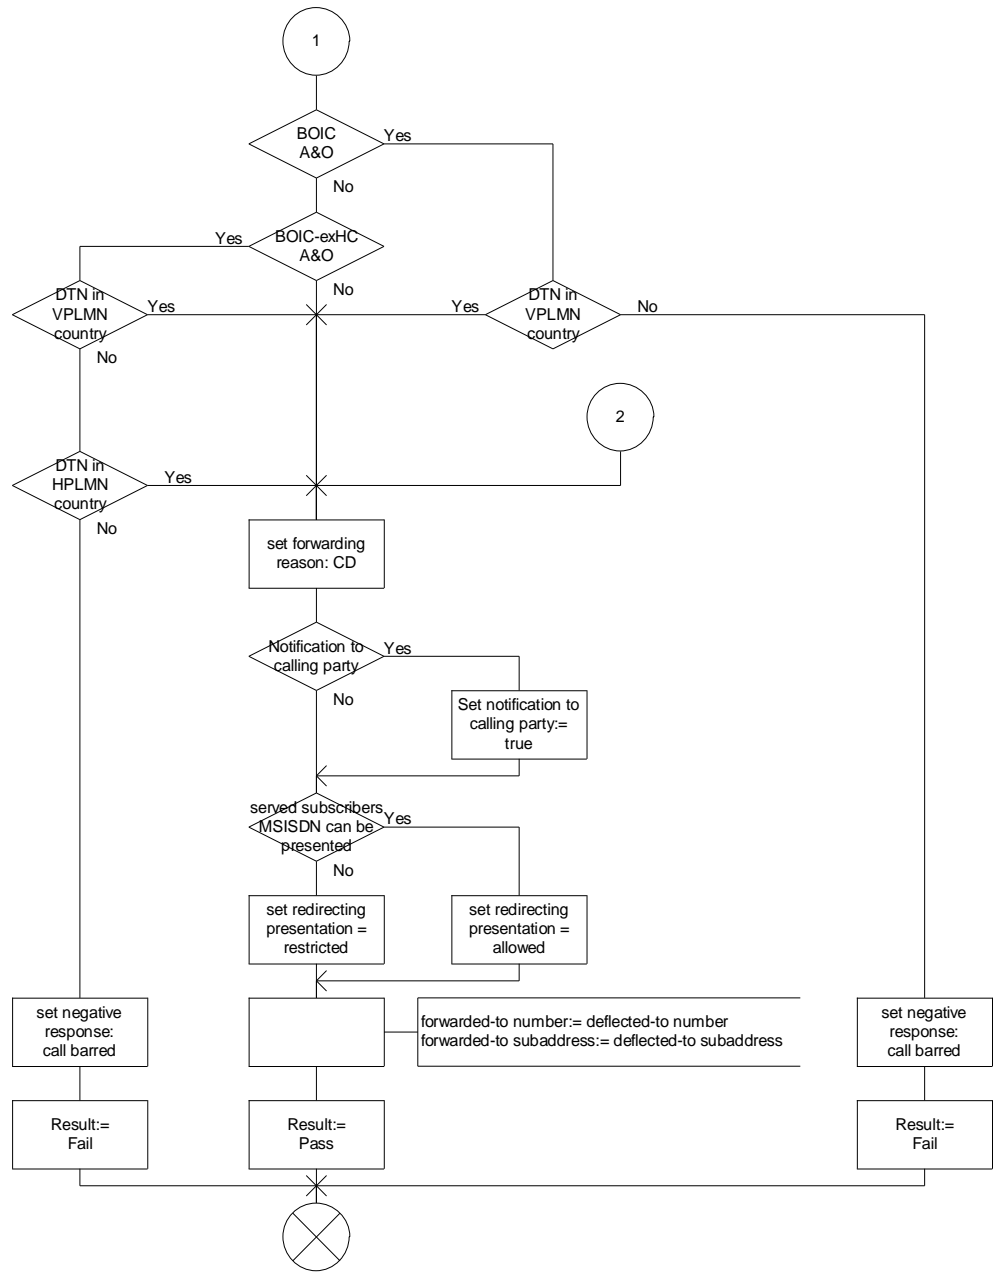 1
BOIC
A&O
Yes
No
BOIC-exHC
A&O
Yes
No
DTN in
VPLMN
country
Yes
No
DTN in
VPLMN
country
Yes
No
2
DTN in
HPLMN
country
Yes
No
set forwarding
reason: CD
Notification to
calling party
Yes
No
Set notification to
calling party:=
true
served subscribers
MSISDN can be
presented
Yes
No
set redirecting
presentation =
restricted
set redirecting
presentation =
allowed
set negative
response:
call barred
forwarded-to number:= deflected-to number
forwarded-to subaddress:= deflected-to subaddress
set negative
response:
call barred
Result:=
Fail
Result:=
Pass
Result:=
Fail